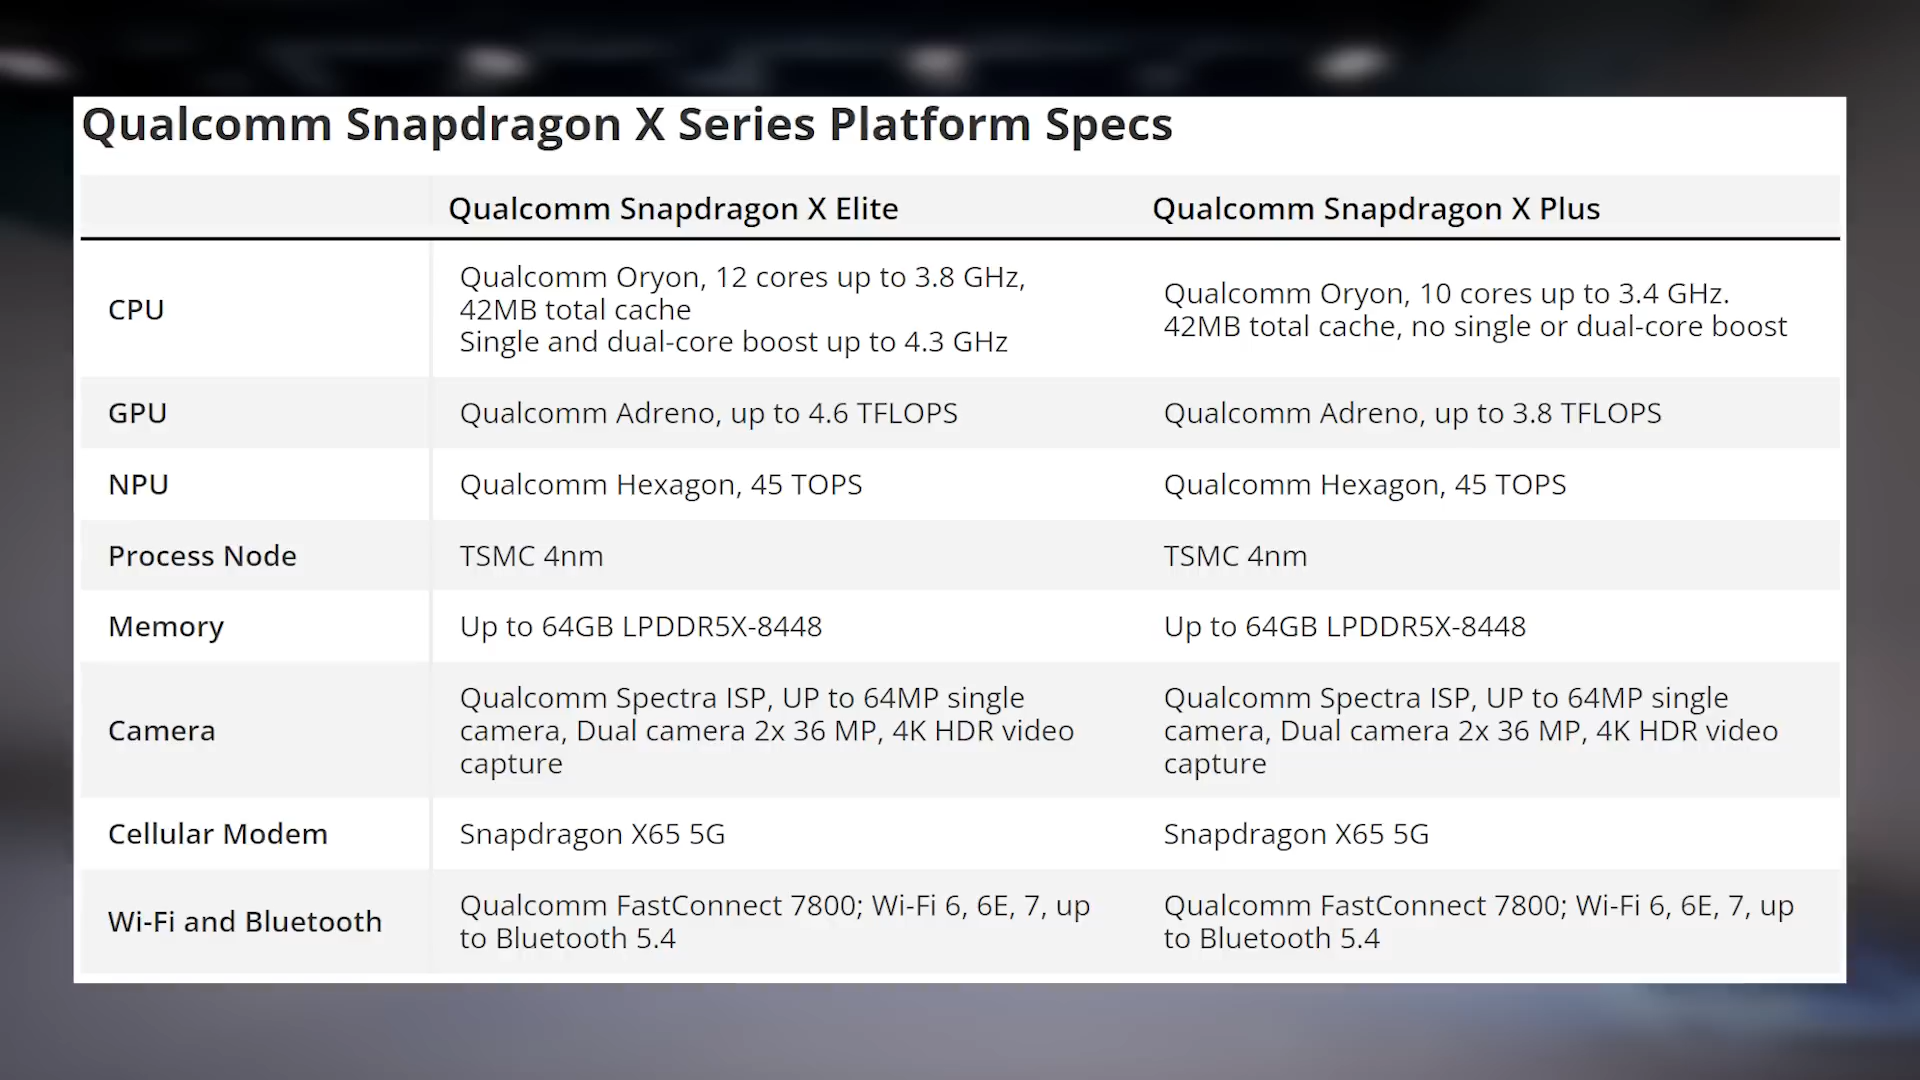 Qualcomm Snapdragon X Series Platform Specs
Qualcomm Snapdragon X Elite
Qualcomm Snapdragon X Plus
CPU
Qualcomm Oryon, 12 cores up to 3.8 GHz,
42MB total cache
Single and dual-core boost up to 4.3 GHz
Qualcomm Oryon, 10 cores up to 3.4 GHz.
42MB total cache, no single or dual-core boost
GPU
Qualcomm Adreno, up to 4.6 TFLOPS
Qualcomm Adreno, up to 3.8 TFLOPS
NPU
Qualcomm Hexagon, 45 TOPS
Qualcomm Hexagon, 45 TOPS
Process Node
TSMC 4nm
TSMC 4nm
Memory
Up to 64GB LPDDR5X-8448
Up to 64GB LPDDR5X-8448
Camera
Qualcomm Spectra ISP, UP to 64MP single
camera, Dual camera 2x 36 MP, 4K HDR video
capture
Qualcomm Spectra ISP, UP to 64MP single
camera, Dual camera 2x 36 MP, 4K HDR video
capture
Cellular Modem
Snapdragon X65 5G
Snapdragon X65 5G
Wi-Fi and Bluetooth
Qualcomm FastConnect 7800; Wi-Fi 6, 6E, 7, up
to Bluetooth 5.4
Qualcomm FastConnect 7800; Wi-Fi 6, 6E, 7, up
to Bluetooth 5.4